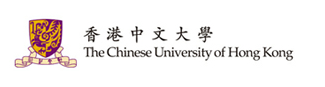 香港中文大學
The Chinese University of Hong Kong